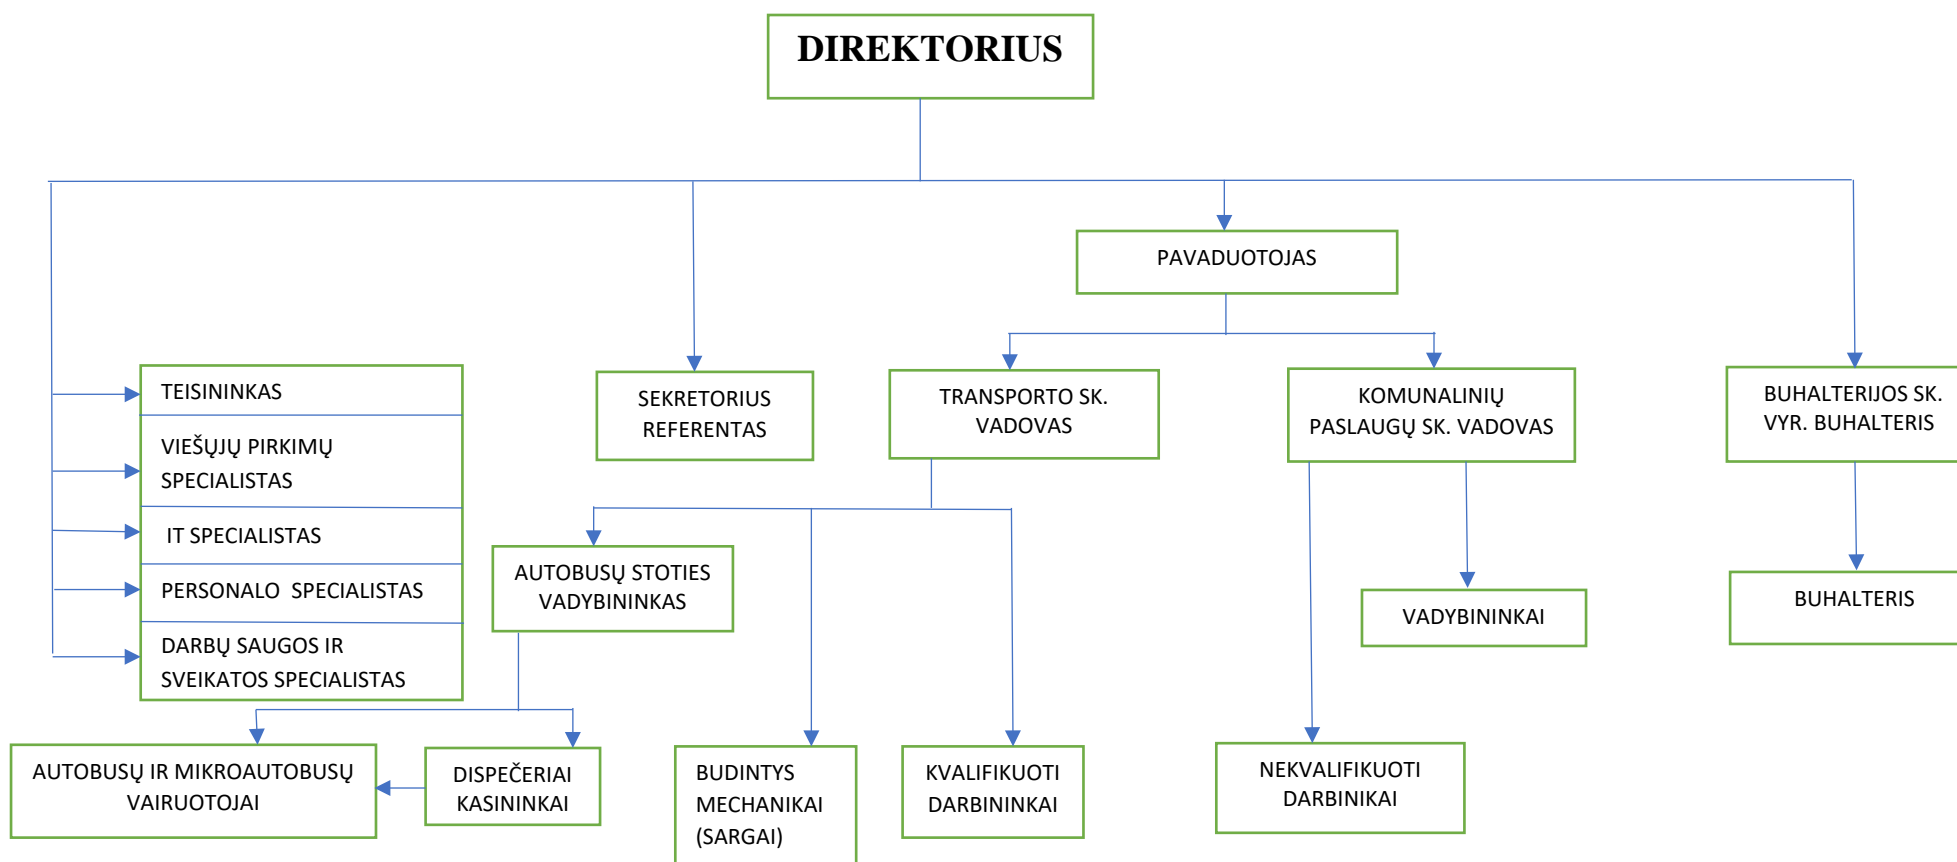 DIREKTORIUS
PAVADUOTOJAS
TEISININKAS
VIEŠŲJŲ PIRKIMŲ
SPECIALISTAS
IT SPECIALISTAS
PERSONALO SPECIALISTAS
DARBŲ SAUGOS IR
SVEIKATOS SPECIALISTAS
SEKRETORIUS
REFERENTAS
TRANSPORTO SK.
VADOVAS
KOMUNALINIŲ
PASLAUGŲ SK. VADOVAS
BUHALTERIJOS SK.
VYR. BUHALTERIS
AUTOBUSŲ STOTIES
VADYBININKAS
VADYBININKAI
BUHALTERIS
AUTOBUSŲ IR MIKROAUTOBUSŲ
VAIRUOTOJAI
DISPEČERIAI
KASININKAI
BUDINTYS
MECHANIKAI
(SARGAI)
KVALIFIKUOTI
DARBININKAI
NEKVALIFIKUOTI
DARBINIKAI